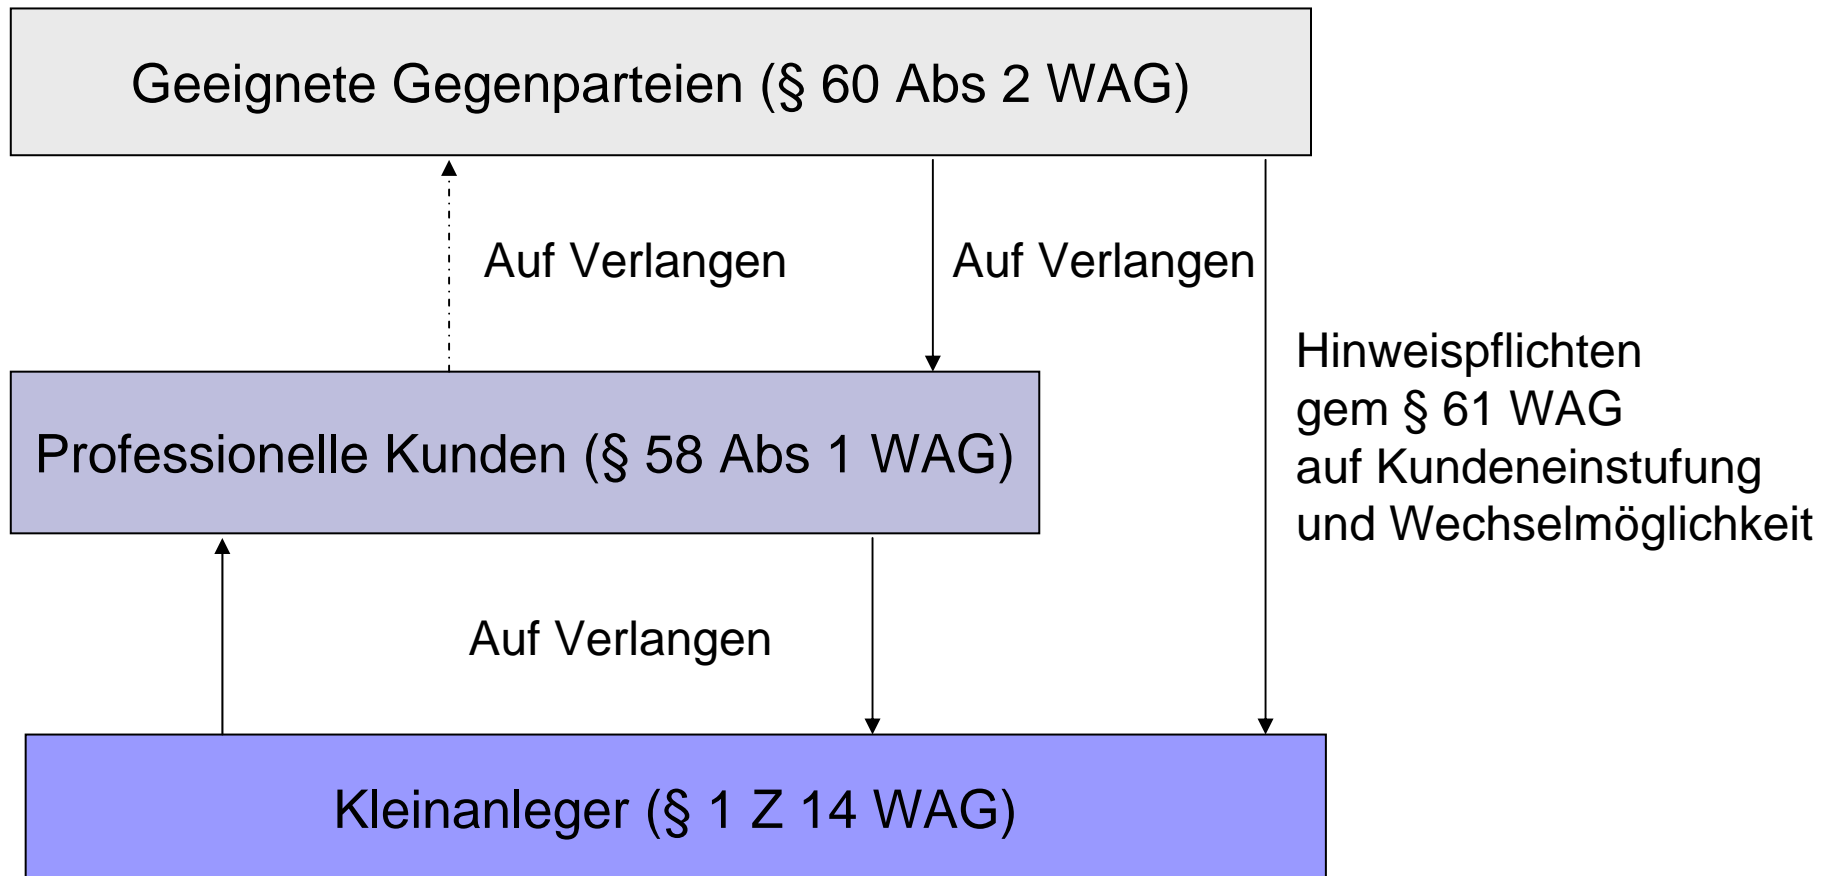 Geeignete Gegenparteien (§ 60 Abs 2 WAG)
Auf Verlangen
Auf Verlangen
Hinweispflichten
gem § 61 WAG
auf Kundeneinstufung
und Wechselmöglichkeit
Professionelle Kunden (§ 58 Abs 1 WAG)
Auf Verlangen
Kleinanleger (§ 1 Z 14 WAG)